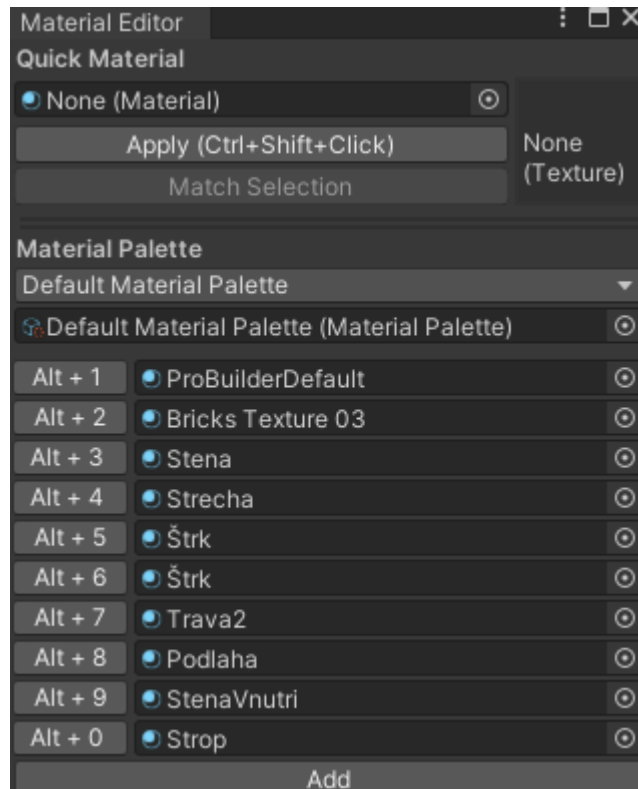 Material Editor
Quick Material
None (Material)
Apply (Ctrl+Shift+Click)
None
(Texture)
Match Selection
Material Palette
Default Material Palette
Default Material Palette (Material Palette)
Alt + 1 ProBuilderDefault
Alt + 2 Bricks Texture 03
Alt + 3 Stena
Alt + 4 Strecha
Alt + 5 Štrk
Alt + 6 Štrk
Alt + 7 Trava2
Alt + 8 Podlaha
Alt + 9 StenaVnutri
Alt + 0 Strop
Add